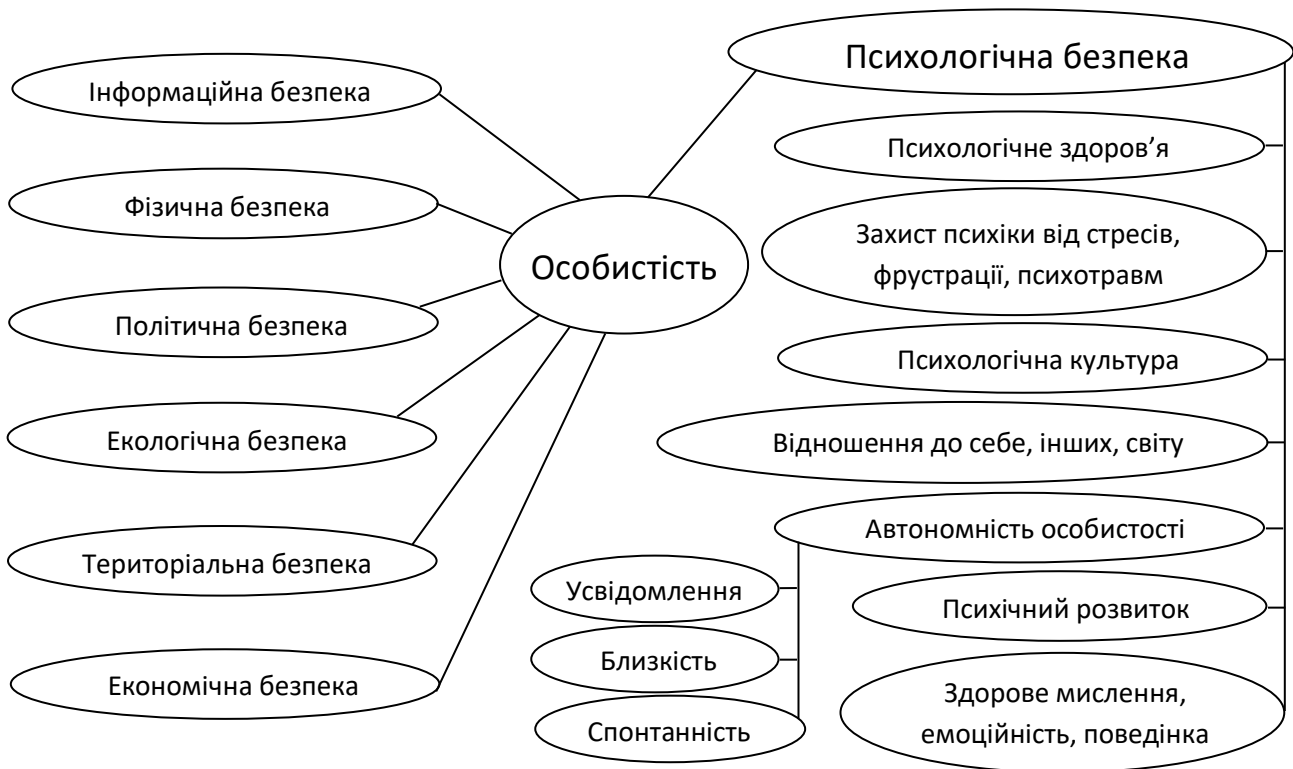 Психологічна безпека
Інформаційна безпека
Психологічне здоров’я
Фізична безпека
Захист психіки від стресів,
фрустрації, психотравм
Особистість
Політична безпека
Психологічна культура
Екологічна безпека
Відношення до себе, інших, світу
Автономність особистості
Територіальна безпека
Усвідомлення
Психічний розвиток
Близкість
Економічна безпека
Здорове мислення,
емоційність, поведінка
Спонтанність